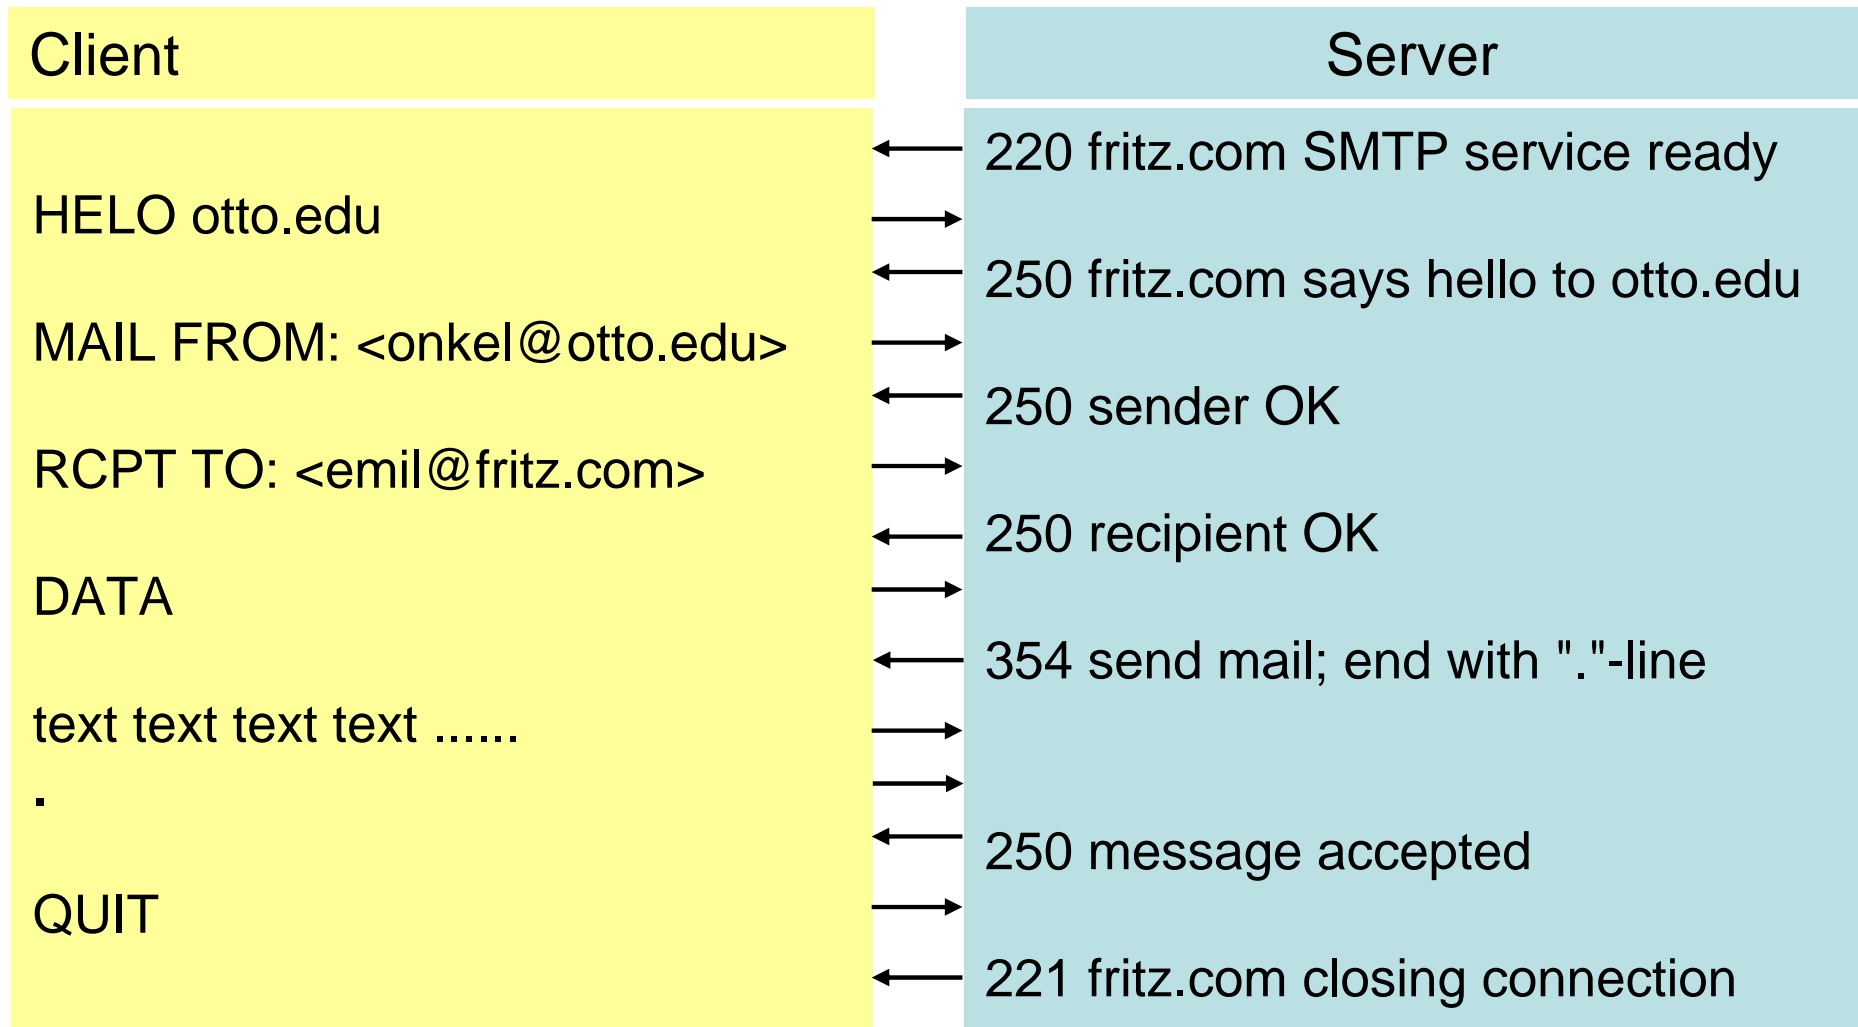 Client
Server
220 fritz.com SMTP service ready
HELO otto.edu
250 fritz.com says hello to otto.edu
MAIL FROM: <onkel@otto.edu>
250 sender OK
RCPT TO: <emil@fritz.com>
250 recipient OK
DATA
354 send mail; end with "."-line
text text text text ......
.
250 message accepted
QUIT
221 fritz.com closing connection